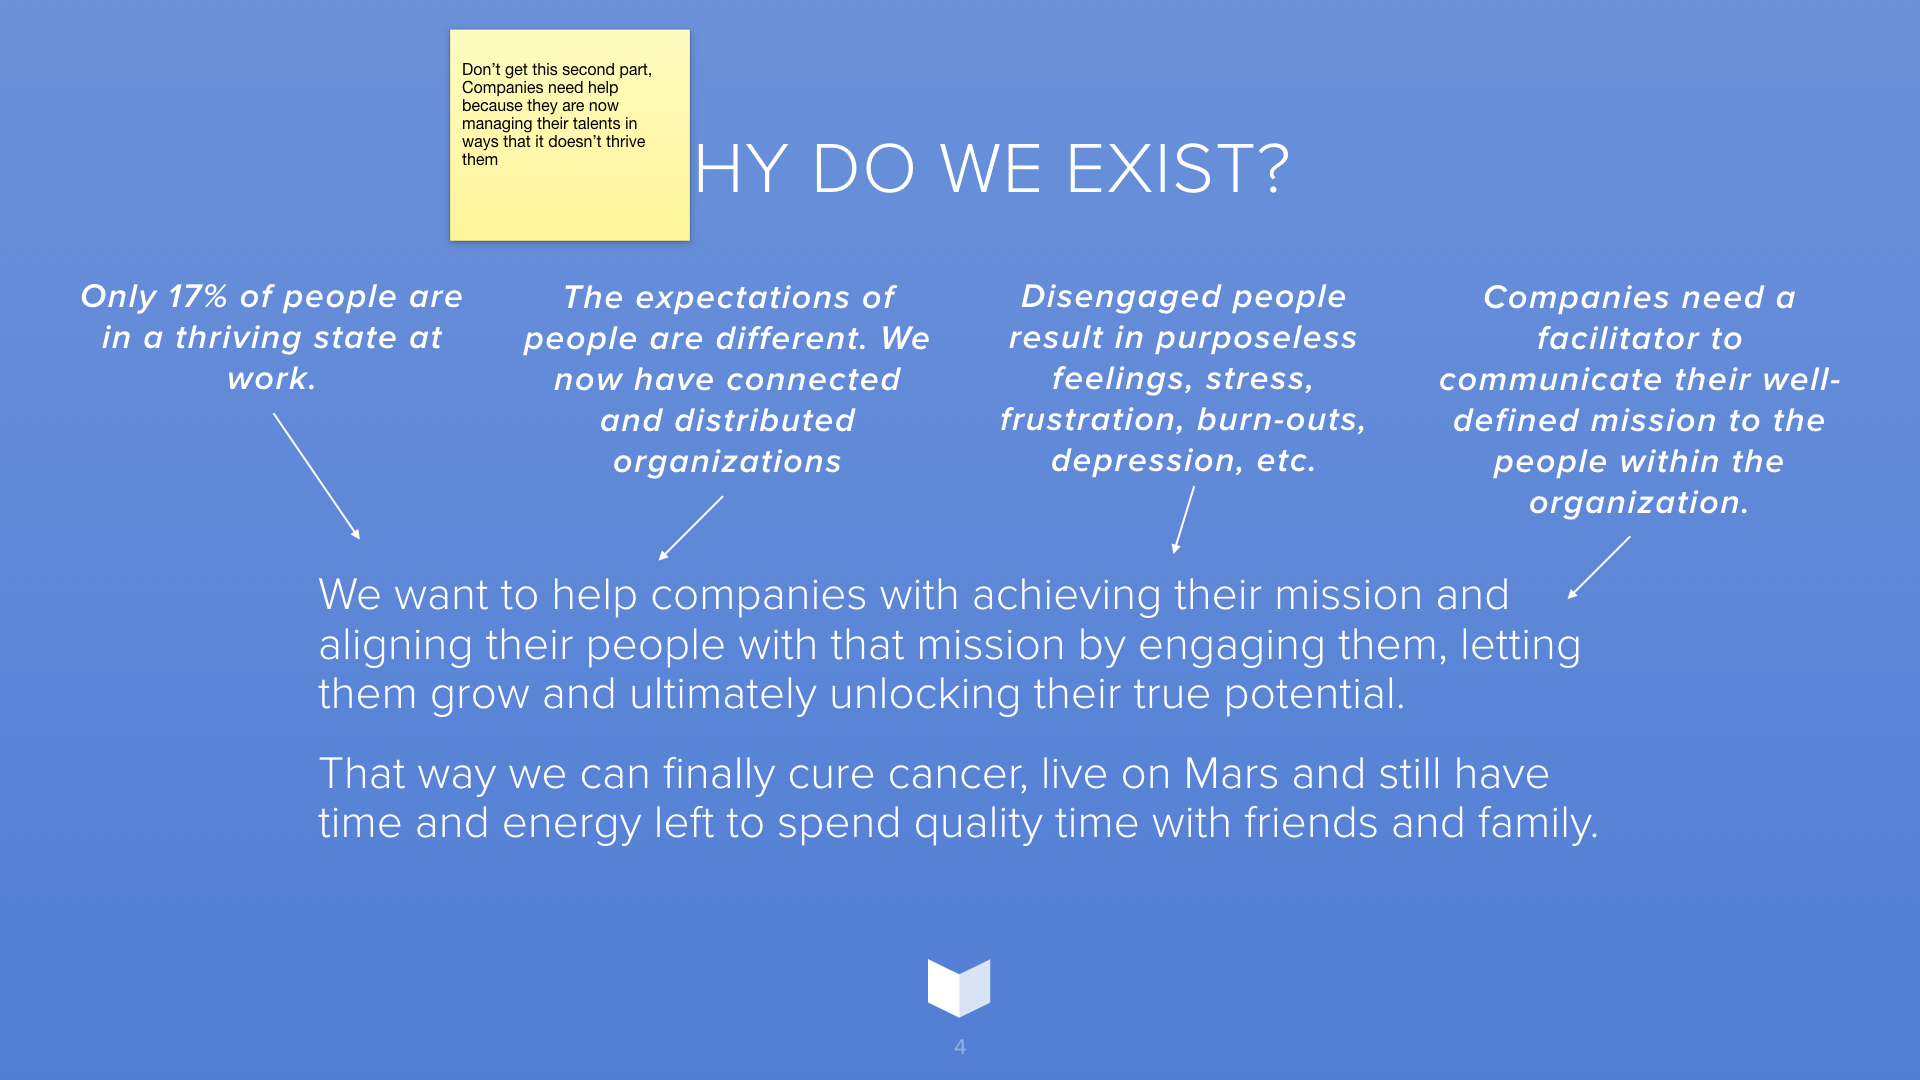 Don’t get this second part,
Companies need help
because they are now
managing their talents in
ways that it doesn’t thrive
them
HY DO WE EXIST?
Only 17% of people are
in a thriving state at
work.
The expectations of
people are different. We
now have connected
and distributed
organizations
Disengaged people
result in purposeless
feelings, stress,
frustration, burn-outs,
depression, etc.
Companies need a
facilitator to
communicate their well-
defined mission to the
people within the
organization.
We want to help companies with achieving their mission and
aligning their people with that mission by engaging them, letting
them grow and ultimately unlocking their true potential.
That way we can finally cure cancer, live on Mars and still have
time and energy left to spend quality time with friends and family.
4